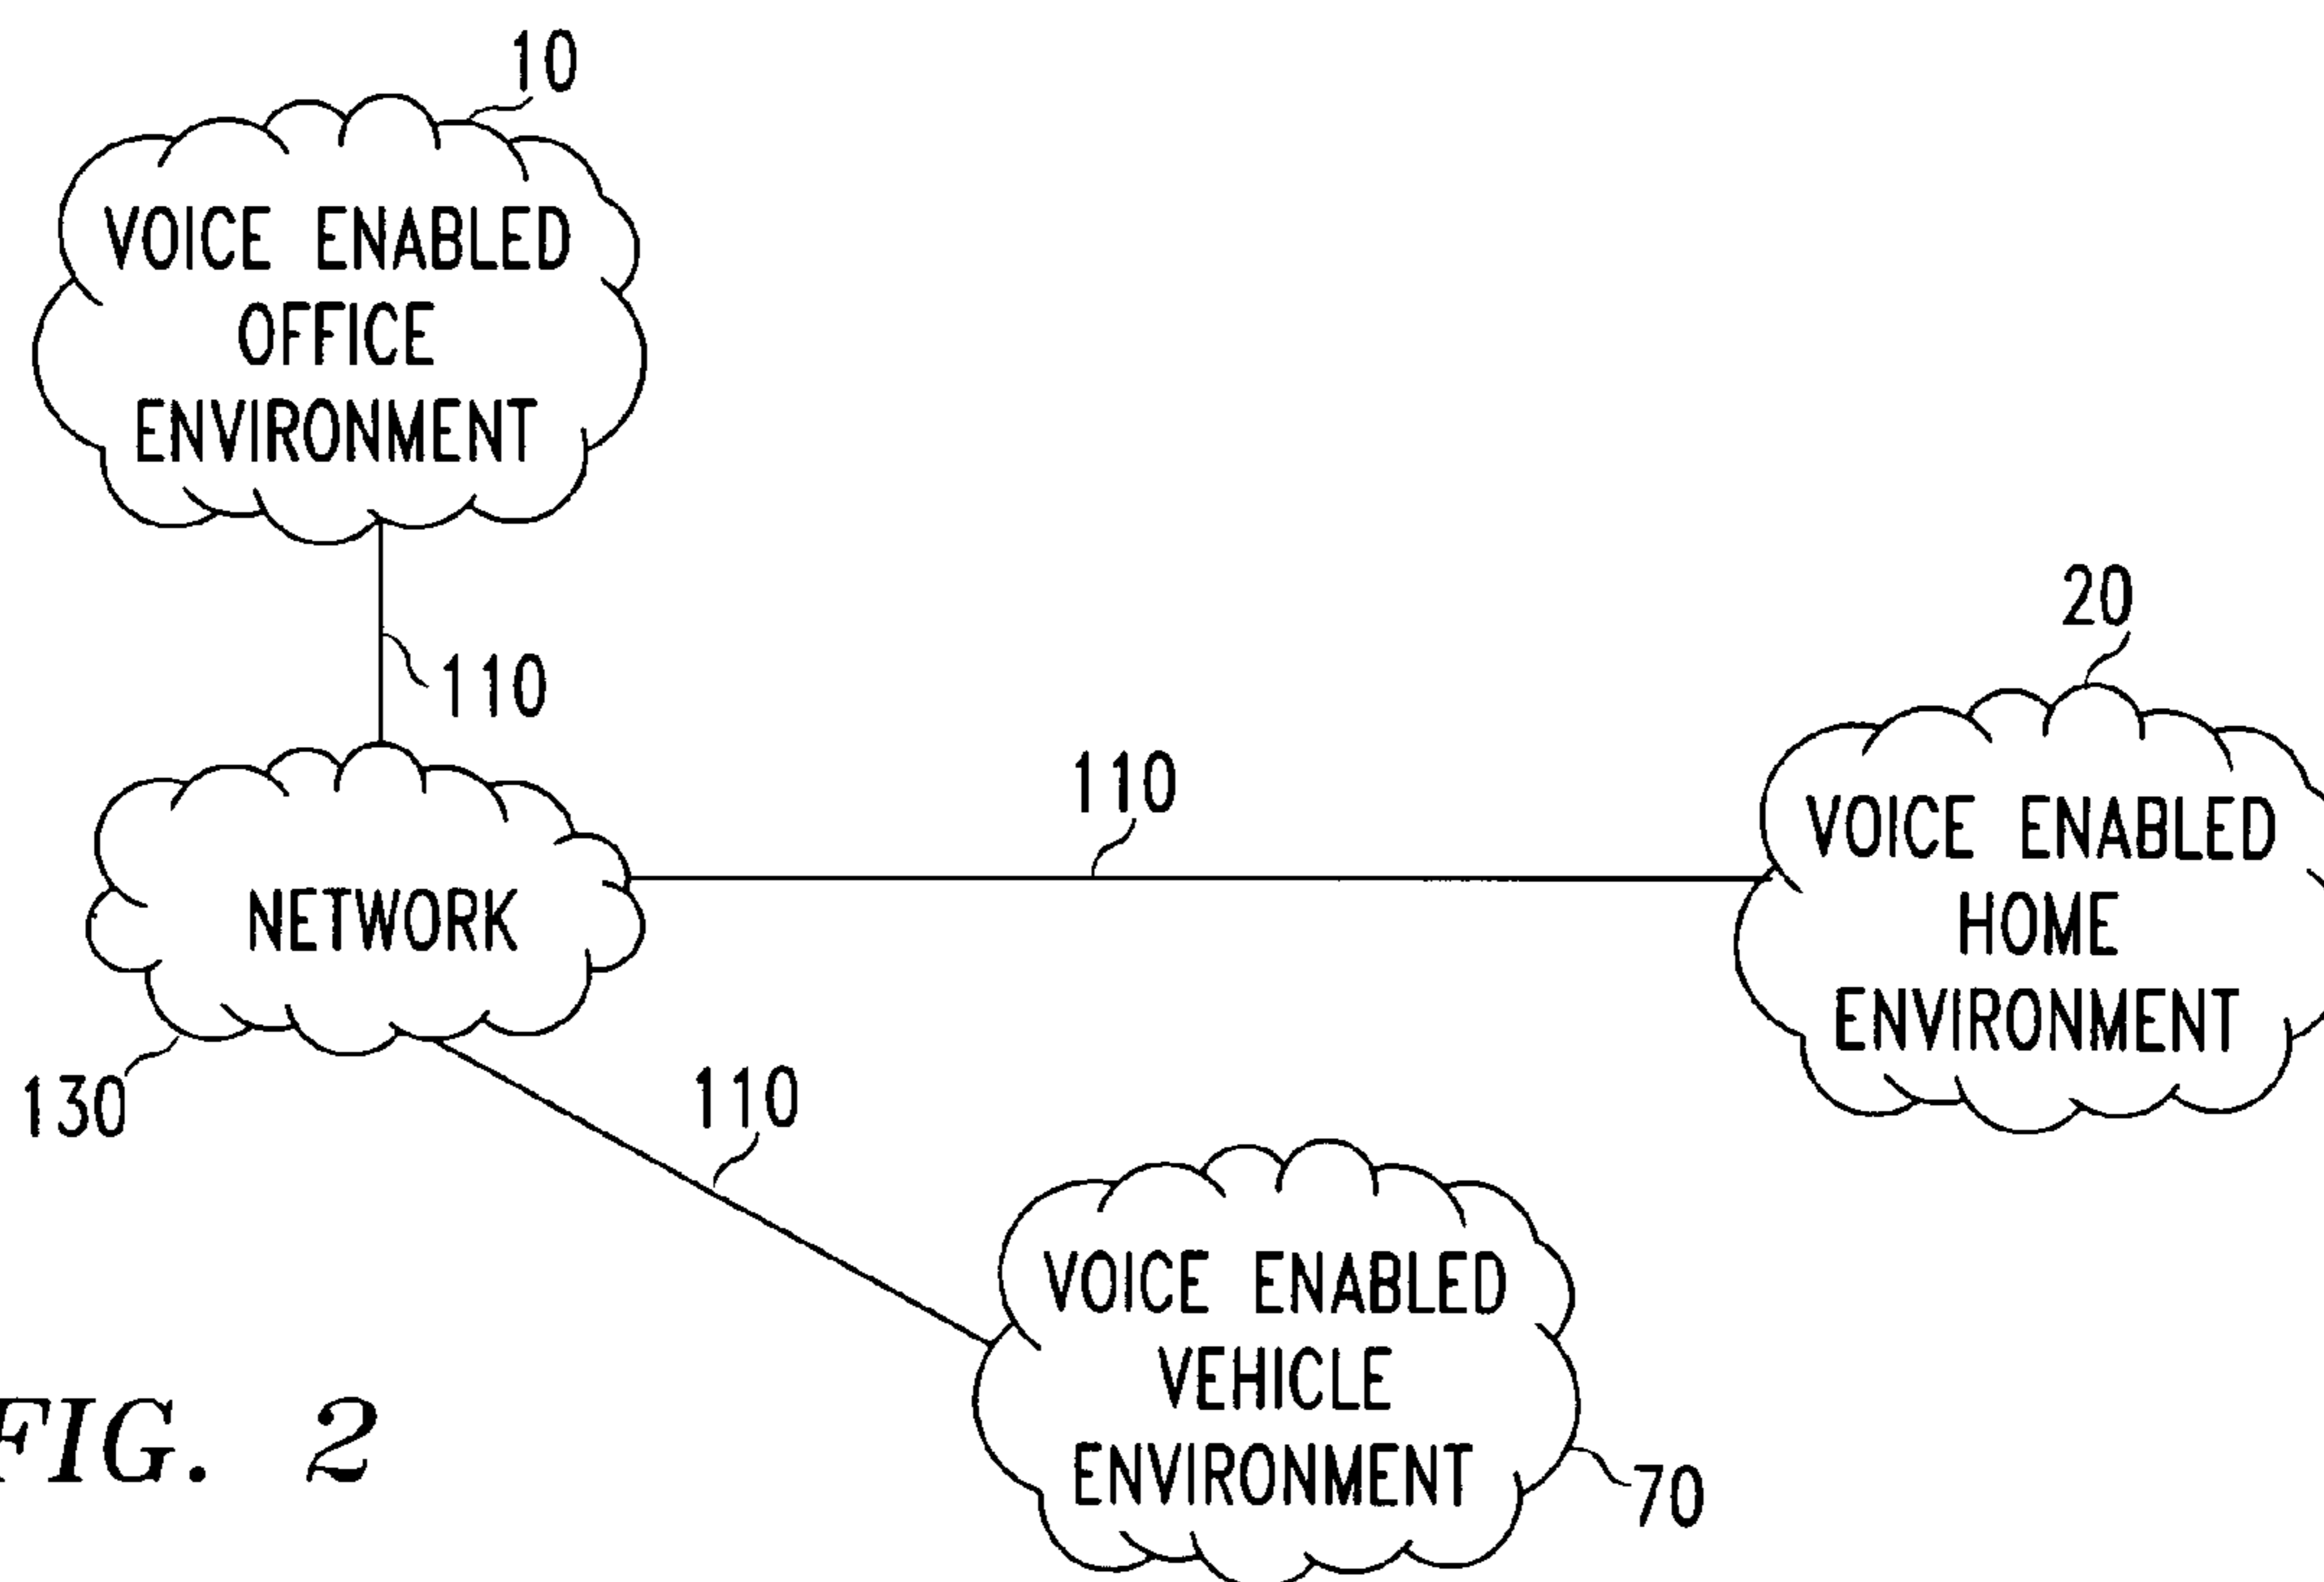 10
VOICE ENABLED
OFFICE
ENVIRONMENT
110
20
110
VOICE ENABLED
HOME
ENVIRONMENT
NETWORK
130
110
VOICE ENABLED
VEHICLE
ENVIRONMENT
70
FIG. 2